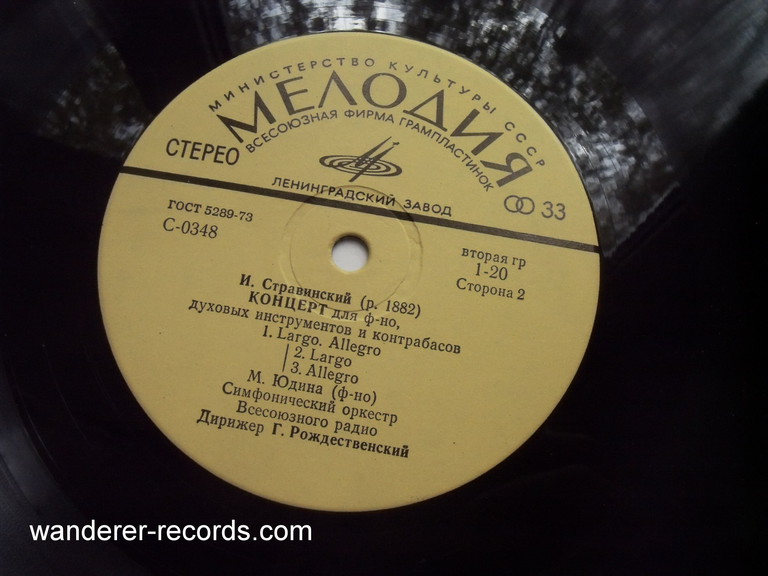 МИНИСТЕРСТВО КУЛЬТУРЫ СССР
МЕЛОДИЯ
ВСЕСОЮЗНАЯ ФИРМА ГРАМПЛАСТИНОК
СТЕРЕО
ЛЕНИНГРАДСКИЙ ЗАВОД
33
ГОСТ 5289-73
С-0348
вторая гр
1-20
Сторона 2
И. Стравинский (р. 1882)
КОНЦЕРТ для ф-но,
духовых инструментов и контрабасов
1. Largo. Allegro
2. Largo
3. Allegro
М. Юдина (ф-но)
Симфонический оркестр
Всесоюзного радио
Дирижер Г. Рождественский
wanderer-records.com